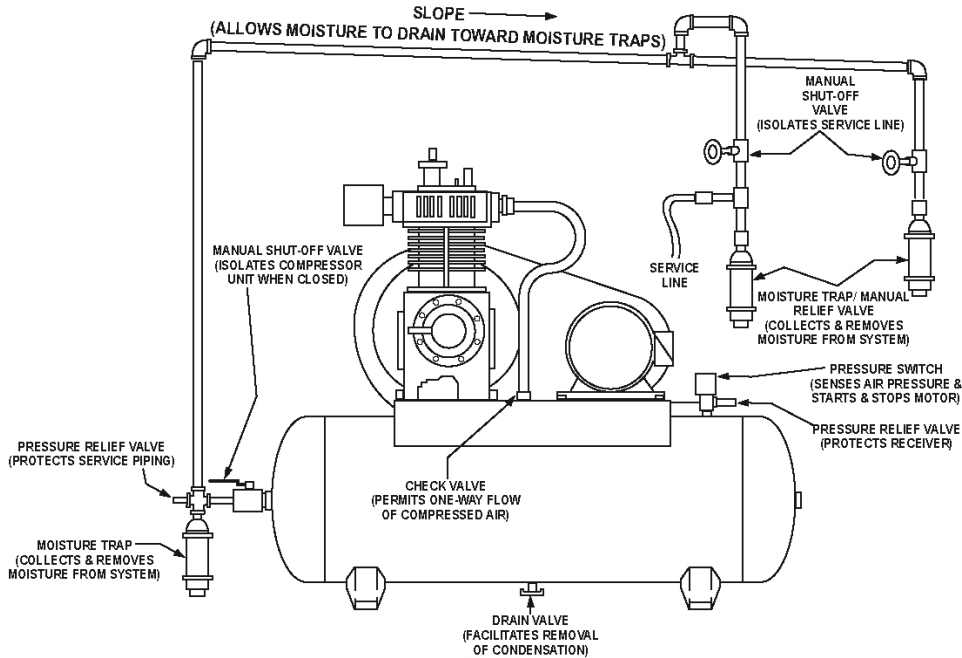 SLOPE
(ALLOWS MOISTURE TO DRAIN TOWARD MOISTURE TRAPS)
MANUAL
SHUT-OFF
VALVE
(ISOLATES SERVICE LINE)
MANUAL SHUT-OFF VALVE
(ISOLATES COMPRESSOR
UNIT WHEN CLOSED)
SERVICE
LINE
MOISTURE TRAP/ MANUAL
RELIEF VALVE
(COLLECTS & REMOVES
MOISTURE FROM SYSTEM)
PRESSURE SWITCH
(SENSES AIR PRESSURE &
STARTS & STOPS MOTOR)
PRESSURE RELIEF VALVE
(PROTECTS RECEIVER)
PRESSURE RELIEF VALVE
(PROTECTS SERVICE PIPING)
CHECK VALVE
(PERMITS ONE-WAY FLOW
OF COMPRESSED AIR)
MOISTURE TRAP
(COLLECTS & REMOVES
MOISTURE FROM SYSTEM)
DRAIN VALVE
(FACILITATES REMOVAL
OF CONDENSATION)